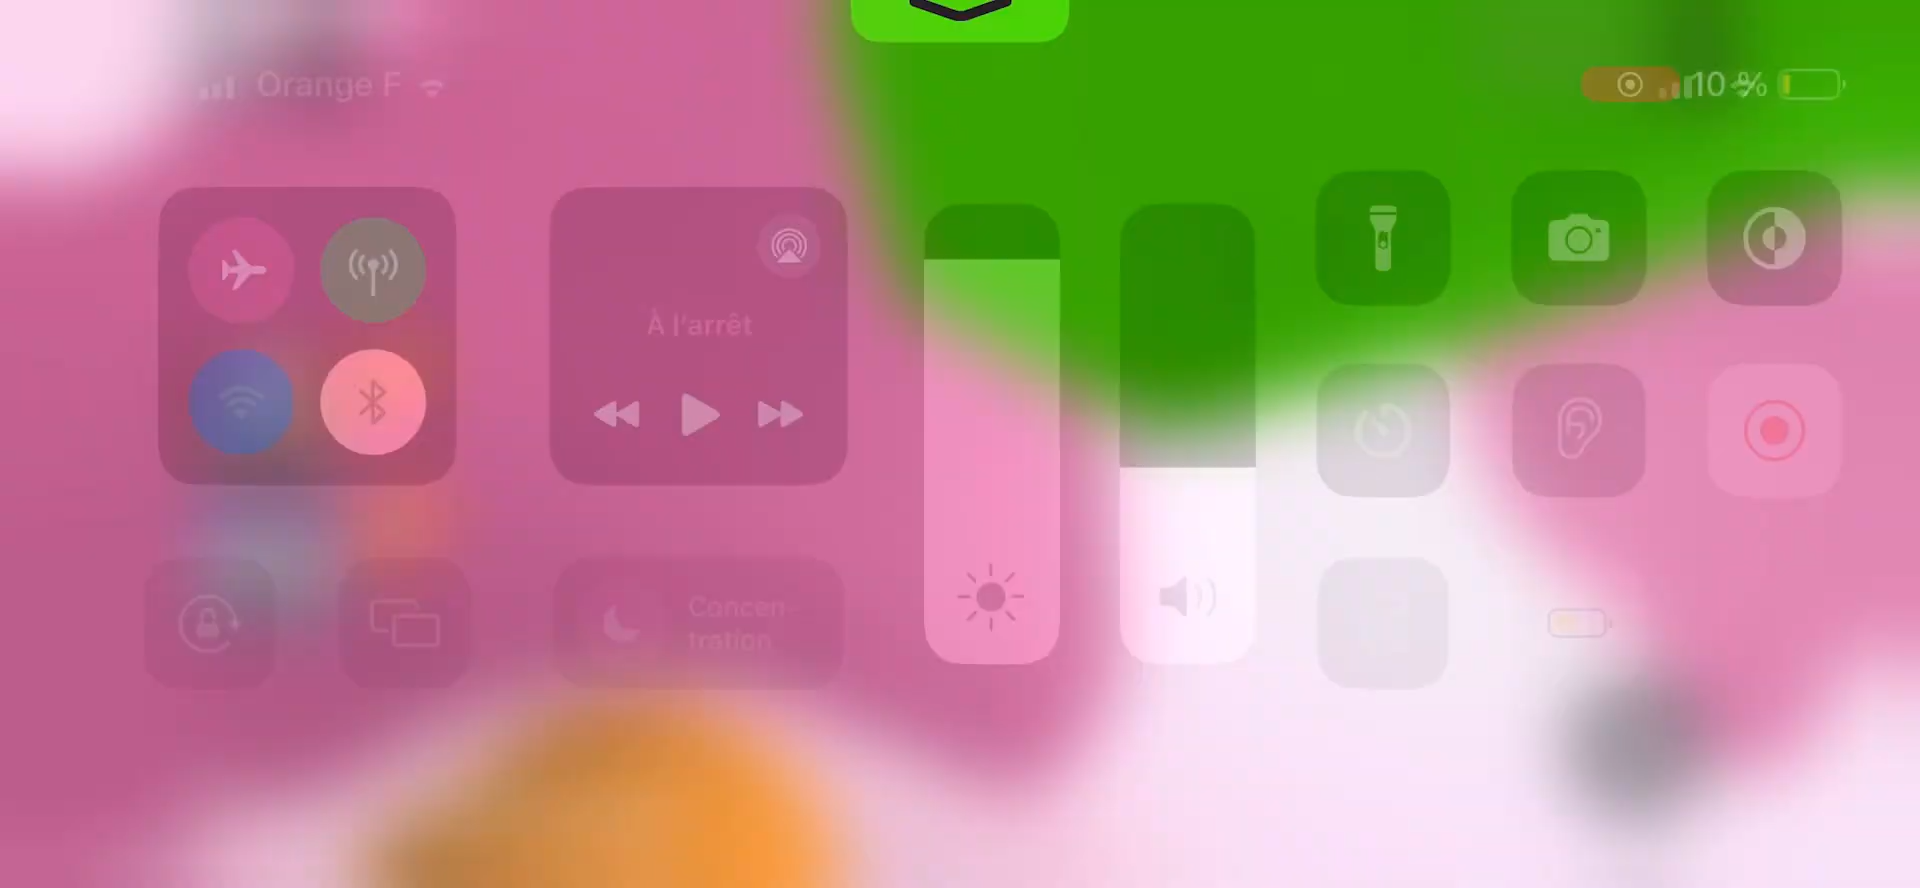 Orange F
10 %
À l'arrêt
Concen-
tration